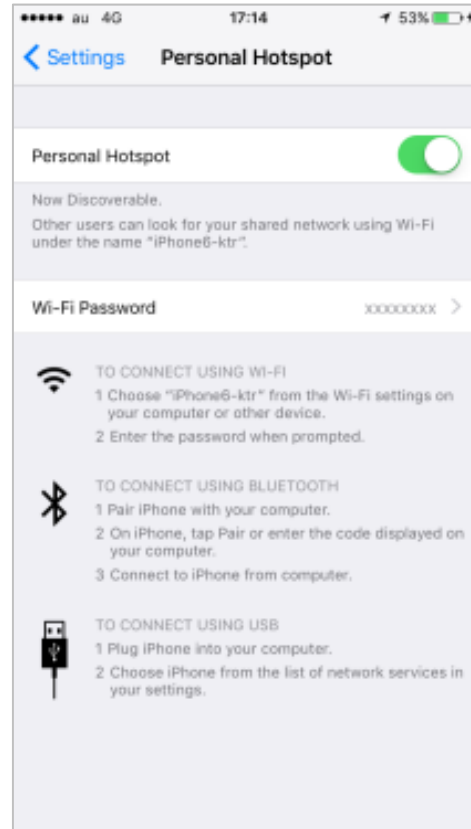 au 4G 17:14 53%
Settings Personal Hotspot
Personal Hotspot
Now Discoverable.
Other users can look for your shared network using Wi-Fi
under the name "iPhone6-ktr".
Wi-Fi Password xxxxxxxx
TO CONNECT USING WI-FI
1 Choose "iPhone6-ktr" from the Wi-Fi settings on
your computer or other device.
2 Enter the password when prompted.
TO CONNECT USING BLUETOOTH
1 Pair iPhone with your computer.
2 On iPhone, tap Pair or enter the code displayed on
your computer.
3 Connect to iPhone from computer.
TO CONNECT USING USB
1 Plug iPhone into your computer.
2 Choose iPhone from the list of network services in
your settings.